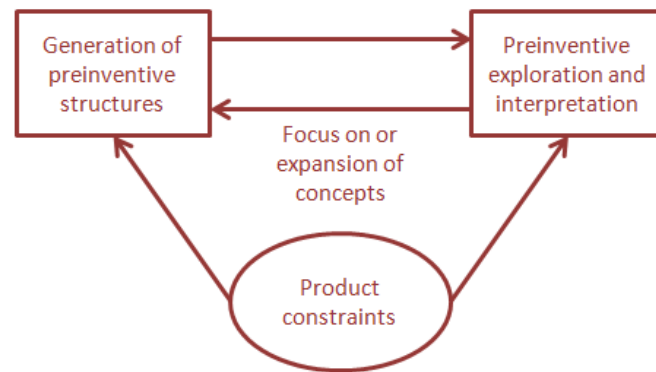 Generation of
preinventive
structures
Preinventive
exploration and
interpretation
Focus on or
expansion of
concepts
Product
constraints